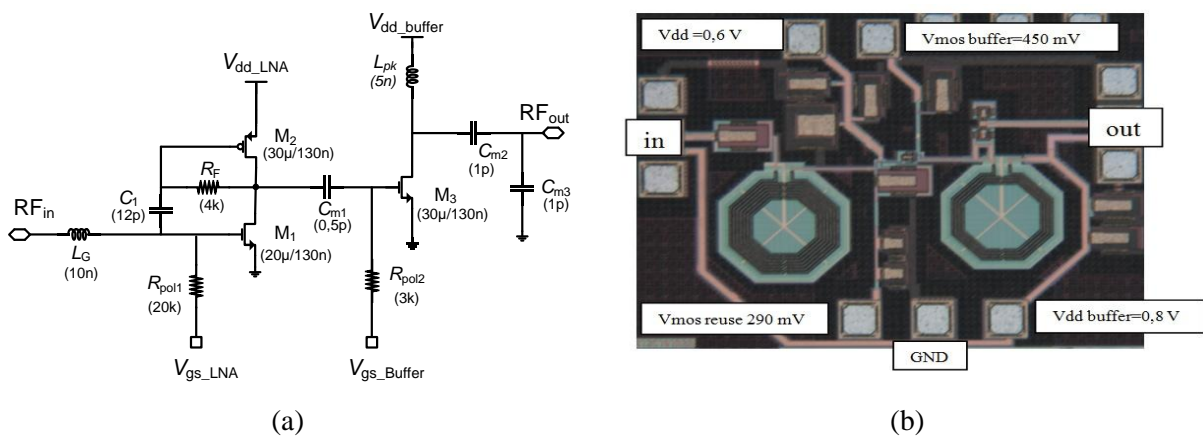 V_dd_buffer
L_pk
(5n)
V_dd_LNA
RF_out
M_2
(30μ/130n)
C_m2
(1p)
R_F
(4k)
C_1
(12p)
C_m1
(0,5p)
M_3
(30μ/130n)
C_m3
(1p)
RF_in
M_1
(20μ/130n)
L_G
(10n)
R_pol1
(20k)
R_pol2
(3k)
V_gs_LNA
V_gs_Buffer
(a)
Vdd =0,6 V
Vmos buffer=450 mV
in
out
Vmos reuse 290 mV
Vdd buffer=0,8 V
GND
(b)